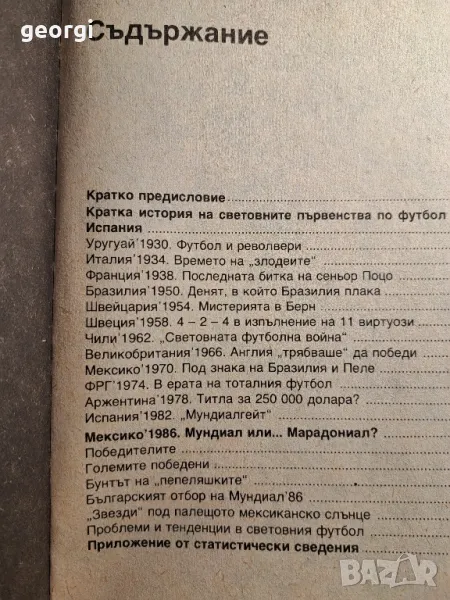 georgi
Съдържание
Кратко предисловие
Кратка история на световните първенства по футбол
Испания
Уругуай'1930. Футбол и револвери
Италия'1934. Времето на „злодеите“
Франция'1938. Последната битка на сеньор Поцо
Бразилия'1950. Денят, в който Бразилия плака
Швейцария'1954. Мистерията в Берн
Швеция'1958. 4 – 2 – 4 в изпълнение на 11 виртуози
Чили'1962. „Световната футболна война“
Великобритания'1966. Англия „трябваше“ да победи
Мексико'1970. Под знака на Бразилия и Пеле
ФРГ'1974. В ерата на тоталния футбол
Аржентина'1978. Титла за 250 000 долара?
Испания'1982. „Мундиалгейт“
Мексико'1986. Мундиал или... Марадониал?
Победителите
Големите победени
Бунтът на „пепеляшките“
Българският отбор на Мундиал'86
„Звезди“ под палещото мексиканско слънце
Проблеми и тенденции в световния футбол
Приложение от статистически сведения
BAZAR